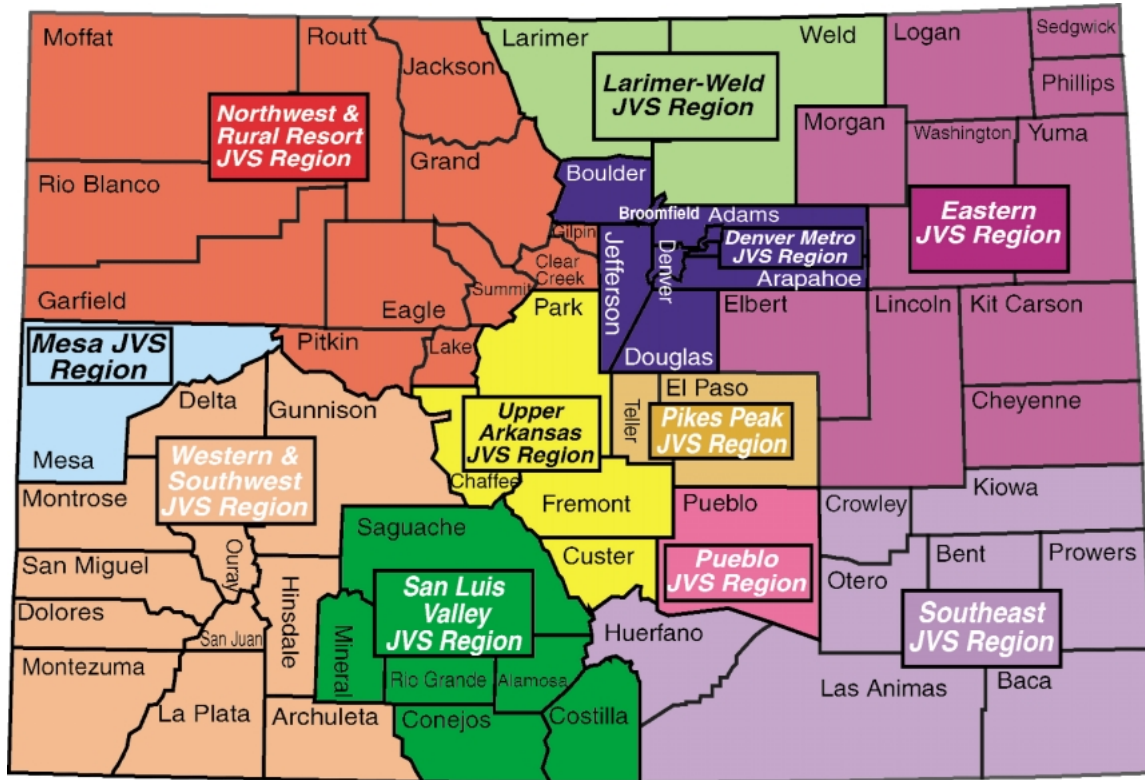 Moffat
Routt
Larimer
Weld
Logan
Sedgwick
Jackson
Phillips
Northwest &
Rural Resort
JVS Region
Larimer-Weld
JVS Region
Morgan
Washington
Yuma
Grand
Rio Blanco
Boulder
Broomfield
Adams
Eastern
JVS Region
Gilpin
Jefferson
Denver
Denver Metro
JVS Region
Clear
Creek
Arapahoe
Summit
Garfield
Eagle
Park
Elbert
Lincoln
Kit Carson
Mesa JVS
Region
Pitkin
Lake
Douglas
Delta
Gunnison
Teller
El Paso
Cheyenne
Upper
Arkansas
JVS Region
Pikes Peak
JVS Region
Mesa
Western &
Southwest
JVS Region
Chaffee
Kiowa
Montrose
Fremont
Pueblo
Crowley
Saguache
Ouray
Custer
Pueblo
JVS Region
Bent
Prowers
San Miguel
Hinsdale
San Luis
Valley
JVS Region
Otero
Dolores
San Juan
Mineral
Huerfano
Southeast
JVS Region
Montezuma
Rio Grande
Alamosa
Las Animas
Baca
La Plata
Archuleta
Conejos
Costilla